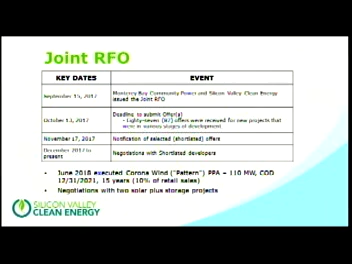 Joint RFO
KEY DATES EVENT
September 15, 2017 Monterey Bay Community Power and Silicon Valley Clean Energy
issued the Joint RFO
October 13, 2017 Deadline to submit Offer(s)
- Eighty-seven (87) offers were received for new projects that
were in various stages of development
November 17, 2017 Notification of selected (shortlisted) offers
December 2017 to
present Negotiations with Shortlisted developers
• June 2018 executed Corona Wind ("Pattern") PPA – 110 MW, COD
12/31/2021, 15 years (10% of retail sales)
• Negotiations with two solar plus storage projects
SILICON VALLEY
CLEAN ENERGY